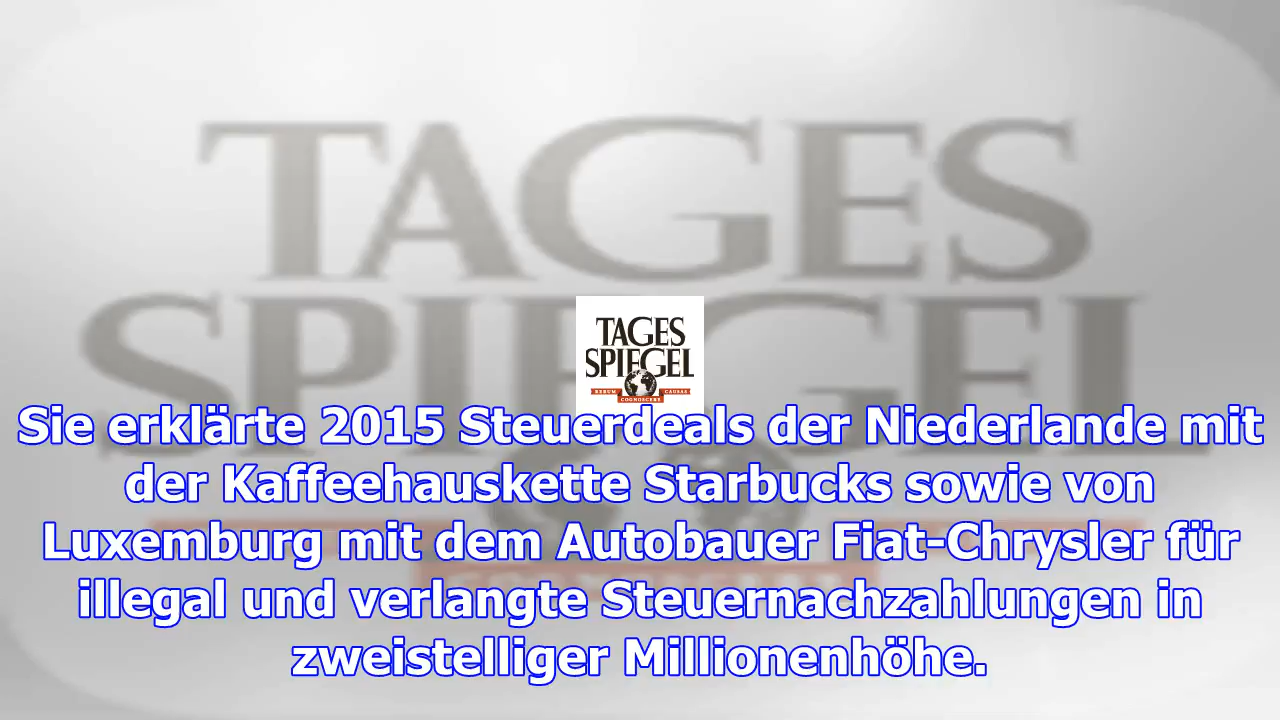 TAGES
SPIEGEL
TAGES
SPIEGEL
RERUM CAUSAS
COGNOSCERE
Sie erklärte 2015 Steuerdeals der Niederlande mit
der Kaffeehauskette Starbucks sowie von
Luxemburg mit dem Autobauer Fiat-Chrysler für
illegal und verlangte Steuernachzahlungen in
zweistelliger Millionenhöhe.